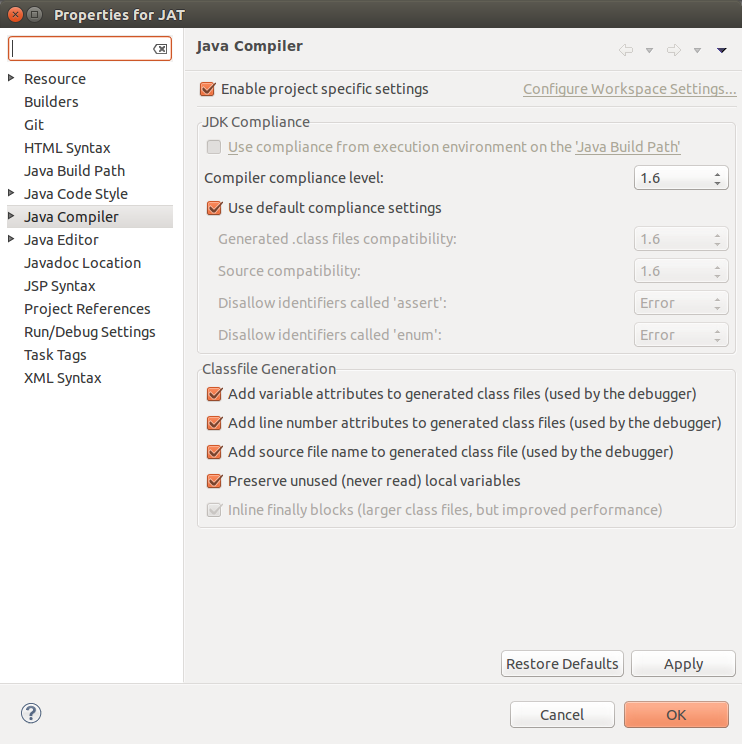 Properties for JAT
Java Compiler
Resource
Builders
Git
HTML Syntax
Java Build Path
Java Code Style
Java Compiler
Java Editor
Javadoc Location
JSP Syntax
Project References
Run/Debug Settings
Task Tags
XML Syntax
Enable project specific settings
Configure Workspace Settings...
JDK Compliance
Use compliance from execution environment on the 'Java Build Path'
Compiler compliance level: 1.6
Use default compliance settings
Generated .class files compatibility: 1.6
Source compatibility: 1.6
Disallow identifiers called 'assert': Error
Disallow identifiers called 'enum': Error
Classfile Generation
Add variable attributes to generated class files (used by the debugger)
Add line number attributes to generated class files (used by the debugger)
Add source file name to generated class file (used by the debugger)
Preserve unused (never read) local variables
Inline finally blocks (larger class files, but improved performance)
Restore Defaults
Apply
?
Cancel
OK